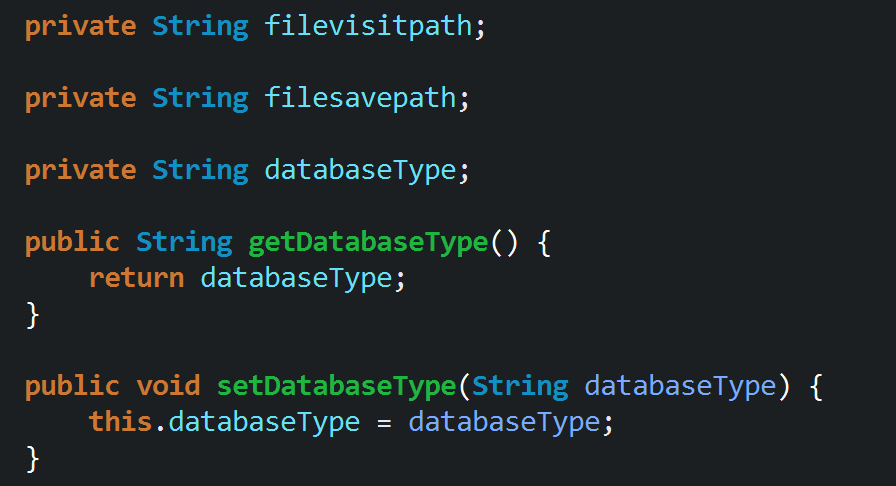 private String filevisitpath;
private String filesavepath;
private String databaseType;
public String getDatabaseType() {
    return databaseType;
}
public void setDatabaseType(String databaseType) {
    this.databaseType = databaseType;
}